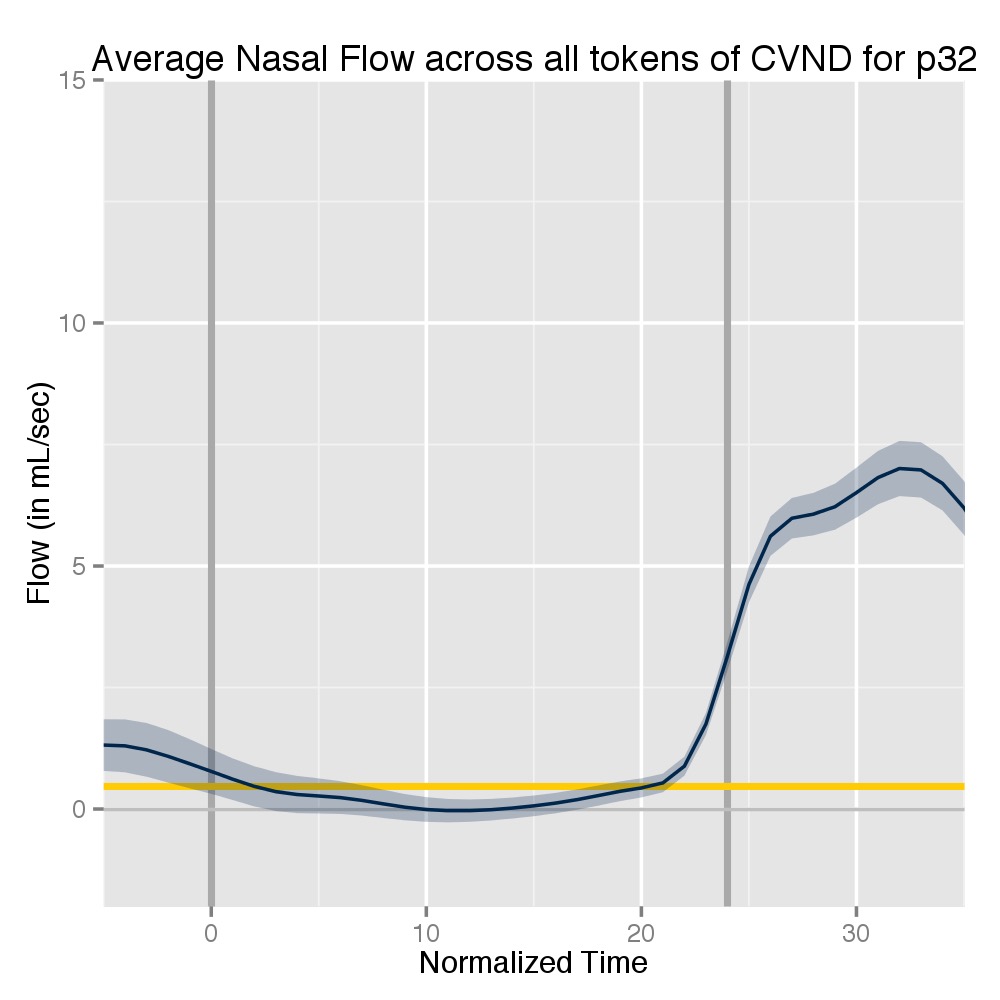 Average Nasal Flow across all tokens of CVND for p32
15
10
5
0
Flow (in mL/sec)
0 10 20 30
Normalized Time